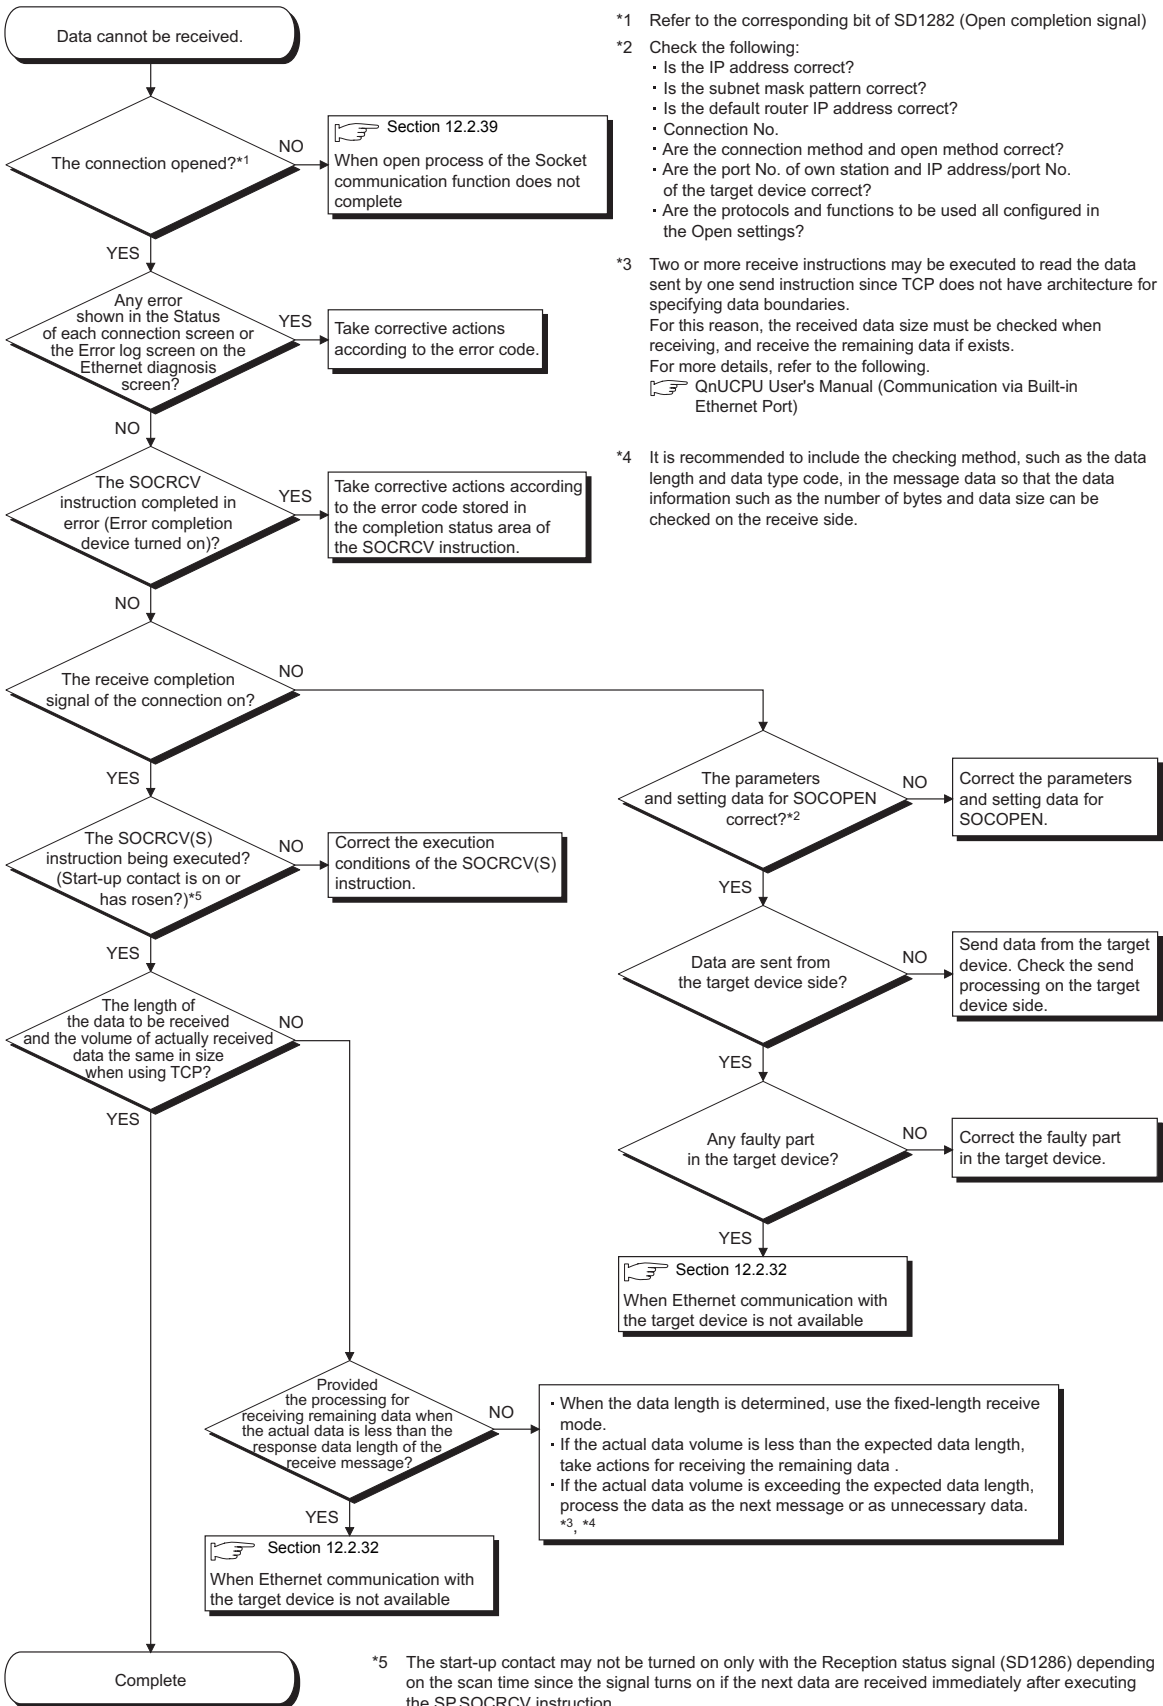 Data cannot be received.
The connection opened?*1
NO
Section 12.2.39
When open process of the Socket
communication function does not
complete
YES
Any error
shown in the Status
of each connection screen or
the Error log screen on the
Ethernet diagnosis
screen?
YES
Take corrective actions
according to the error code.
NO
The SOCRCV
instruction completed in
error (Error completion
device turned on)?
YES
Take corrective actions according
to the error code stored in
the completion status area of
the SOCRCV instruction.
NO
*1 Refer to the corresponding bit of SD1282 (Open completion signal)
*2 Check the following:
· Is the IP address correct?
· Is the subnet mask pattern correct?
· Is the default router IP address correct?
· Connection No.
· Are the connection method and open method correct?
· Are the port No. of own station and IP address/port No.
of the target device correct?
· Are the protocols and functions to be used all configured in
the Open settings?
*3 Two or more receive instructions may be executed to read the data
sent by one send instruction since TCP does not have architecture for
specifying data boundaries.
For this reason, the received data size must be checked when
receiving, and receive the remaining data if exists.
For more details, refer to the following.
QnUCPU User's Manual (Communication via Built-in
Ethernet Port)
*4 It is recommended to include the checking method, such as the data
length and data type code, in the message data so that the data
information such as the number of bytes and data size can be
checked on the receive side.
The receive completion
signal of the connection on?
NO
YES
The SOCRCV(S)
instruction being executed?
(Start-up contact is on or
has rosen?)*5
NO
Correct the execution
conditions of the SOCRCV(S)
instruction.
YES
The length of
the data to be received
and the volume of actually received
data the same in size
when using TCP?
NO
YES
The parameters
and setting data for SOCOPEN
correct?*2
NO
Correct the parameters
and setting data for
SOCOPEN.
YES
Data are sent from
the target device side?
NO
Send data from the target
device. Check the send
processing on the target
device side.
YES
Any faulty part
in the target device?
NO
Correct the faulty part
in the target device.
YES
Section 12.2.32
When Ethernet communication with
the target device is not available
Provided
the processing for
receiving remaining data when
the actual data is less than the
response data length of the
receive message?
NO
· When the data length is determined, use the fixed-length receive
mode.
· If the actual data volume is less than the expected data length,
take actions for receiving the remaining data .
· If the actual data volume is exceeding the expected data length,
process the data as the next message or as unnecessary data.
*3, *4
YES
Section 12.2.32
When Ethernet communication with
the target device is not available
Complete
*5 The start-up contact may not be turned on only with the Reception status signal (SD1286) depending
on the scan time since the signal turns on if the next data are received immediately after executing
the SP.SOCRCV instruction